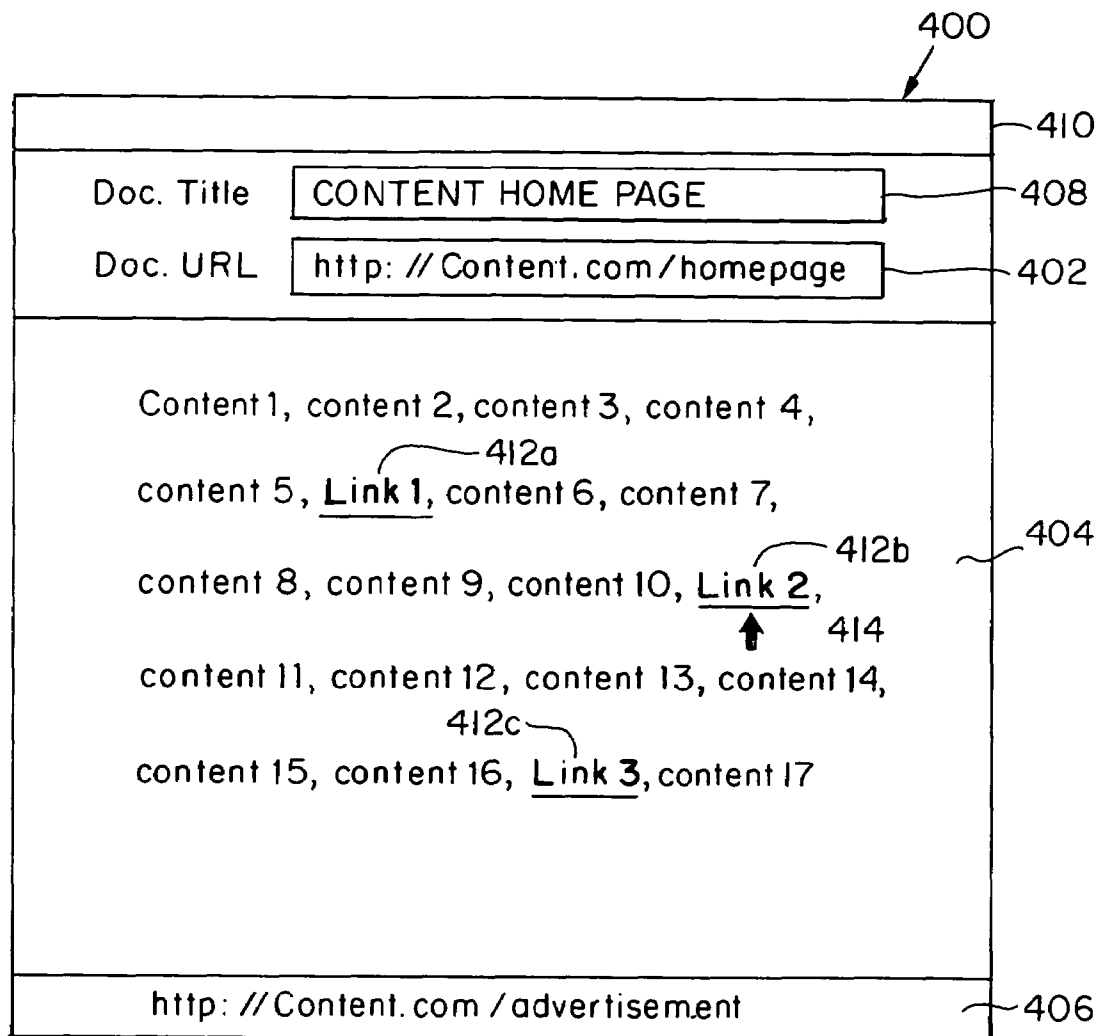 400
410
Doc. Title CONTENT HOME PAGE 408
Doc. URL http: //Content.com/homepage 402
Content 1, content 2, content 3, content 4,
412a
content 5, Link 1, content 6, content 7,
412b
404
content 8, content 9, content 10, Link 2,
414
content 11, content 12, content 13, content 14,
412c
content 15, content 16, Link 3, content 17
http: //Content.com /advertisement 406